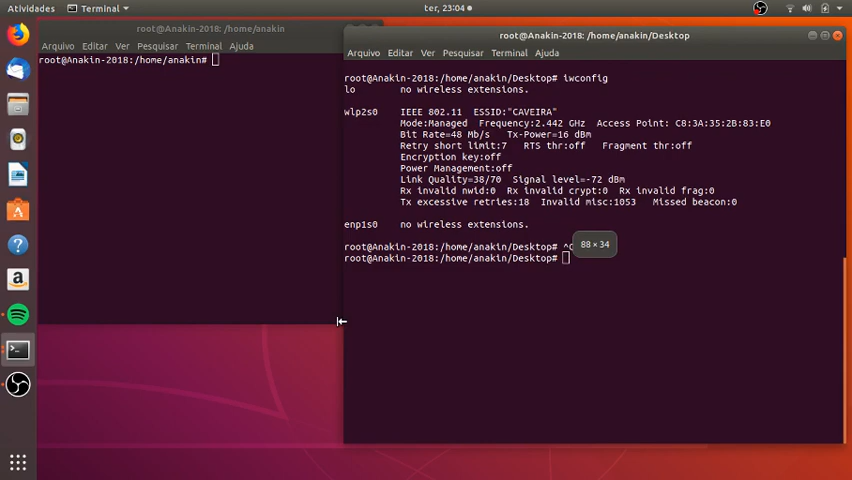 Atividades Terminal ter, 23:04
root@Anakin-2018: /home/anakin
Arquivo Editar Ver Pesquisar Terminal Ajuda
root@Anakin-2018:/home/anakin#
root@Anakin-2018: /home/anakin/Desktop
Arquivo Editar Ver Pesquisar Terminal Ajuda
root@Anakin-2018:/home/anakin/Desktop# iwconfig
lo no wireless extensions.
wlp2s0 IEEE 802.11 ESSID:"CAVEIRA"
Mode:Managed Frequency:2.442 GHz Access Point: C8:3A:35:2B:83:E0
Bit Rate=48 Mb/s Tx-Power=16 dBm
Retry short limit:7 RTS thr:off Fragment thr:off
Encryption key:off
Power Management:off
Link Quality=38/70 Signal level=-72 dBm
Rx invalid nwid:0 Rx invalid crypt:0 Rx invalid frag:0
Tx excessive retries:18 Invalid misc:1053 Missed beacon:0
enp1s0 no wireless extensions.
root@Anakin-2018:/home/anakin/Desktop# ^C
88 × 34
root@Anakin-2018:/home/anakin/Desktop#